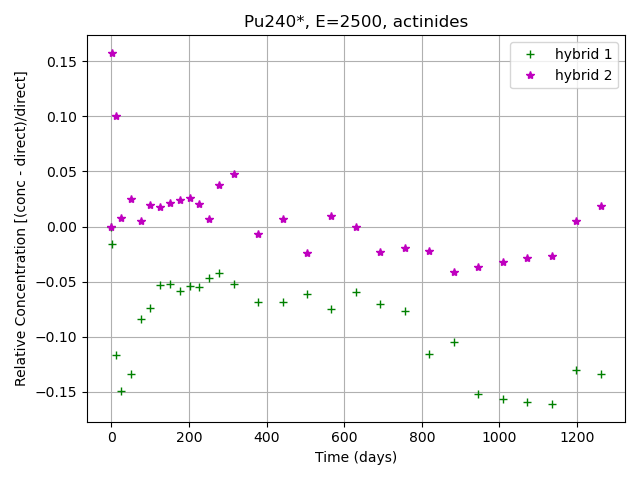 Pu240*, E=2500, actinides
Relative Concentration [(conc - direct)/direct]
0.15
0.10
0.05
0.00
−0.05
−0.10
−0.15
hybrid 1
hybrid 2
0 200 400 600 800 1000 1200
Time (days)